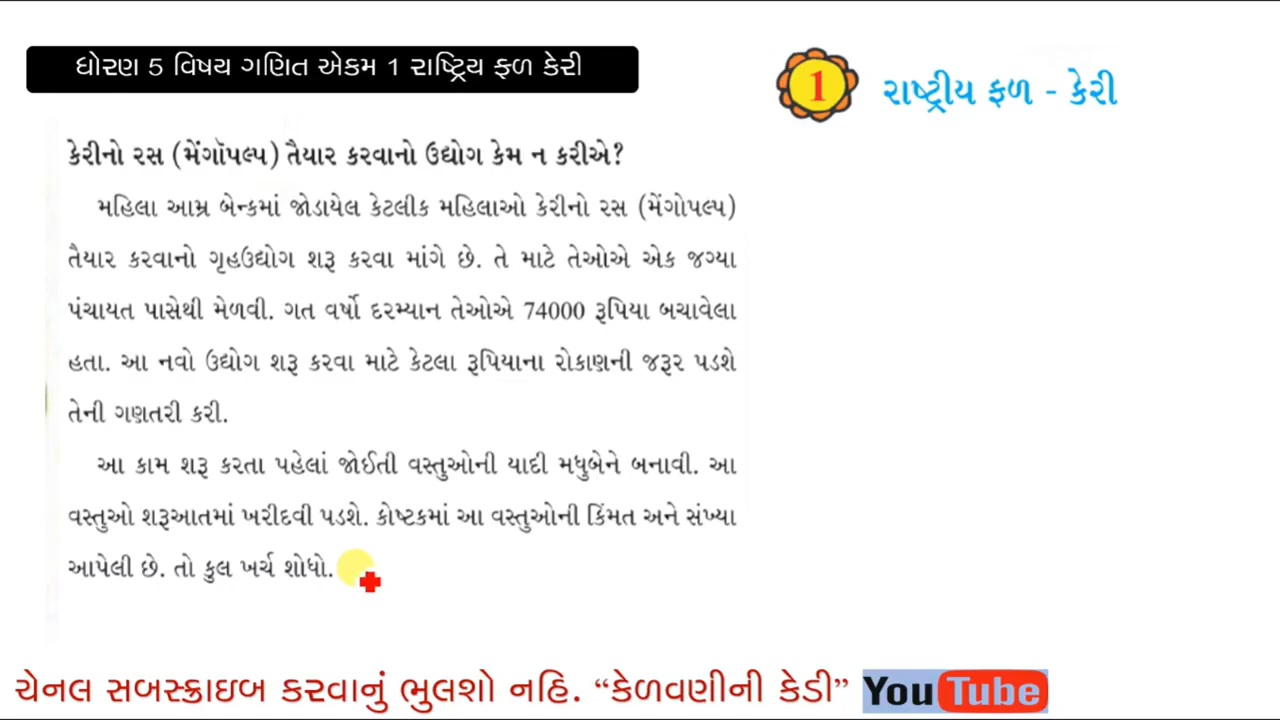 ધોરણ 5 વિષય ગણિત એકમ 1 રાષ્ટ્રિય ફળ કેરી
1 રાષ્ટ્રીય ફળ - કેરી
કેરીનો રસ (મેંગૉપલ્પ) તૈયાર કરવાનો ઉદ્યોગ કેમ ન કરીએ?
મહિલા આમ્ર બેન્કમાં જોડાયેલ કેટલીક મહિલાઓ કેરીનો રસ (મેંગોપલ્પ)
તૈયાર કરવાનો ગૃહઉદ્યોગ શરૂ કરવા માંગે છે. તે માટે તેઓએ એક જગ્યા
પંચાયત પાસેથી મેળવી. ગત વર્ષો દરમ્યાન તેઓએ 74000 રૂપિયા બચાવેલા
હતા. આ નવો ઉદ્યોગ શરૂ કરવા માટે કેટલા રૂપિયાના રોકાણની જરૂર પડશે
તેની ગણતરી કરી.
આ કામ શરૂ કરતા પહેલાં જોઈતી વસ્તુઓની યાદી મધુબેને બનાવી. આ
વસ્તુઓ શરૂઆતમાં ખરીદવી પડશે. કોષ્ટકમાં આ વસ્તુઓની કિંમત અને સંખ્યા
આપેલી છે. તો કુલ ખર્ચ શોધો.
ચેનલ સબસ્ક્રાઇબ કરવાનું ભુલશો નહિ. “કેળવણીની કેડી” YouTube